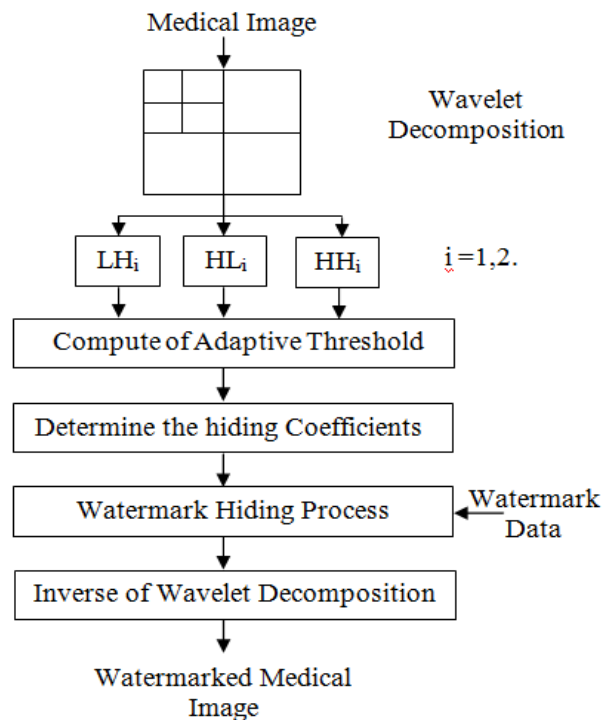 Medical Image
Wavelet
Decomposition
LHi
HLi
HHi
i =1,2.
Compute of Adaptive Threshold
Determine the hiding Coefficients
Watermark Hiding Process
Watermark
Data
Inverse of Wavelet Decomposition
Watermarked Medical
Image